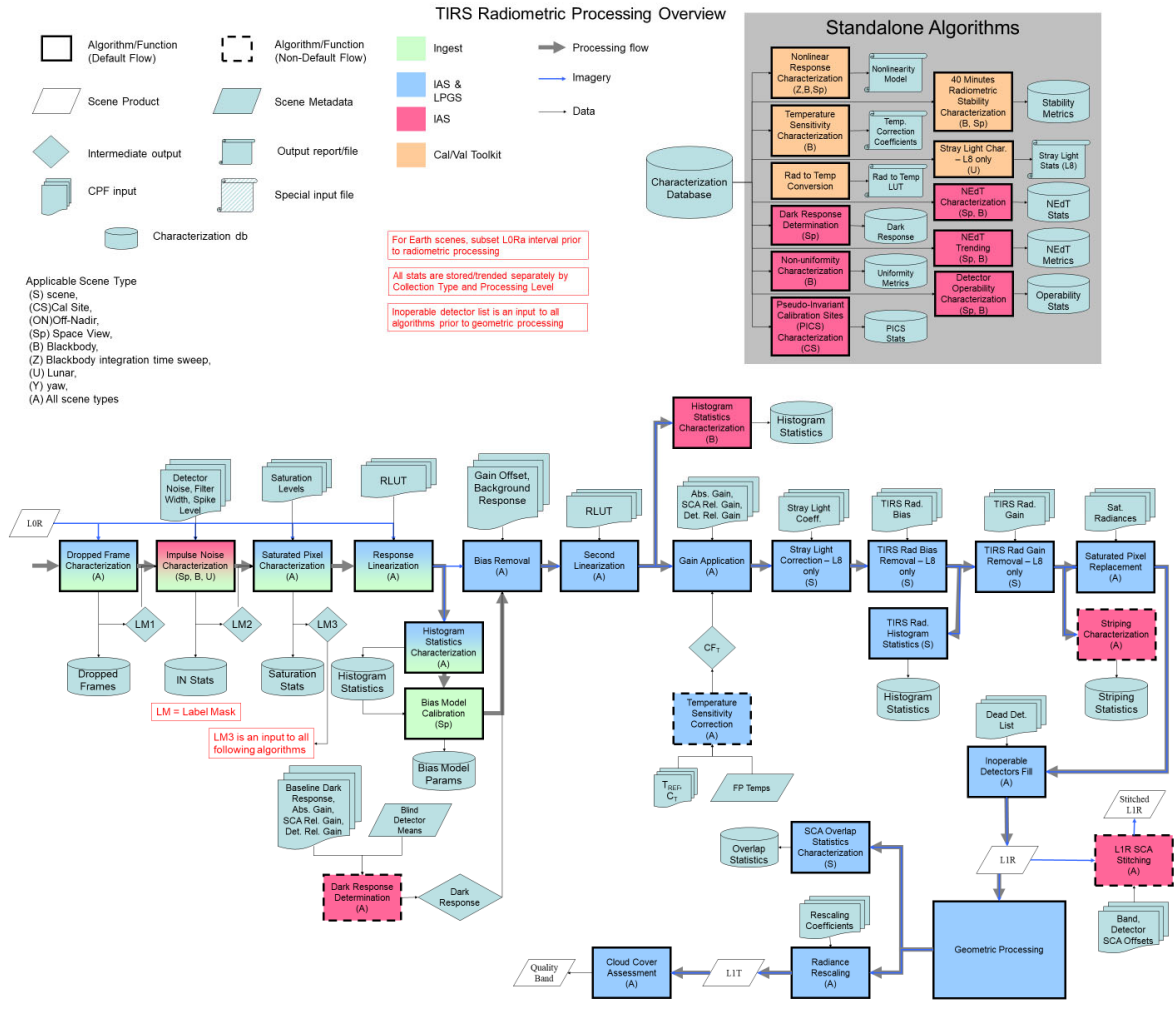 TIRS Radiometric Processing Overview
Algorithm/Function
(Default Flow)
Algorithm/Function
(Non-Default Flow)
Ingest
Processing flow
Scene Product
Scene Metadata
IAS &
LPGS
Imagery
Intermediate output
Output report/file
IAS
Data
CPF input
Special input file
Cal/Val Toolkit
Characterization db
For Earth scenes, subset L0Ra interval prior
to radiometric processing
All stats are stored/trended separately by
Collection Type and Processing Level
Inoperable detector list is an input to all
algorithms prior to geometric processing
Applicable Scene Type
(S) scene,
(CS)Cal Site,
(ON)Off-Nadir,
(Sp) Space View,
(B) Blackbody,
(Z) Blackbody integration time sweep,
(U) Lunar,
(Y) yaw,
(A) All scene types
Standalone Algorithms
Characterization
Database
Nonlinear
Response
Characterization
(Z,B,Sp)
Nonlinearity
Model
40 Minutes
Radiometric
Stability
Characterization
(B, Sp)
Stability
Metrics
Temperature
Sensitivity
Characterization
(B)
Temp.
Correction
Coefficients
Stray Light Char.
– L8 only
(U)
Stray Light
Stats (L8)
Rad to Temp
Conversion
Rad to Temp
LUT
NEdT
Characterization
(Sp, B)
NEdT
Stats
Dark Response
Determination
(Sp)
Dark
Response
NEdT
Trending
(Sp, B)
NEdT
Metrics
Non-uniformity
Characterization
(B)
Uniformity
Metrics
Detector
Operability
Characterization
(Sp, B)
Operability
Stats
Pseudo-Invariant
Calibration Sites
(PICS)
Characterization
(CS)
PICS
Stats
Histogram
Statistics
Characterization
(B)
Histogram
Statistics
L0R
Detector
Noise, Filter
Width, Spike
Level
Saturation
Levels
RLUT
Gain Offset,
Background
Response
RLUT
Abs. Gain,
SCA Rel. Gain,
Det. Rel. Gain
Stray Light
Coeff.
TIRS Rad.
Bias
TIRS Rad.
Gain
Sat.
Radiances
Dropped Frame
Characterization
(A)
Impulse Noise
Characterization
(Sp, B, U)
Saturated Pixel
Characterization
(A)
Response
Linearization
(A)
Bias Removal
(A)
Second
Linearization
(A)
Gain Application
(A)
Stray Light
Correction – L8
only
(S)
TIRS Rad Bias
Removal – L8
only
(S)
TIRS Rad Gain
Removal – L8
only
(S)
Saturated Pixel
Replacement
(A)
LM1
LM2
LM3
Dropped
Frames
IN Stats
Saturation
Stats
Histogram
Statistics
Characterization
(A)
Histogram
Statistics
Bias Model
Calibration
(Sp)
Bias Model
Params
LM = Label Mask
LM3 is an input to all
following algorithms
CFT
Temperature
Sensitivity
Correction
(A)
TREF,
CT
FP Temps
TIRS Rad.
Histogram
Statistics (S)
Histogram
Statistics
Striping
Characterization
(A)
Striping
Statistics
Dead Det.
List
Inoperable
Detectors Fill
(A)
Baseline Dark
Response,
Abs. Gain,
SCA Rel. Gain,
Det. Rel. Gain
Blind
Detector
Means
Dark Response
Determination
(A)
Dark
Response
Overlap
Statistics
SCA Overlap
Statistics
Characterization
(S)
L1R
Stitched
L1R
L1R SCA
Stitching
(A)
Band,
Detector
SCA Offsets
Geometric Processing
Rescaling
Coefficients
Radiance
Rescaling
(A)
L1T
Cloud Cover
Assessment
(A)
Quality
Band